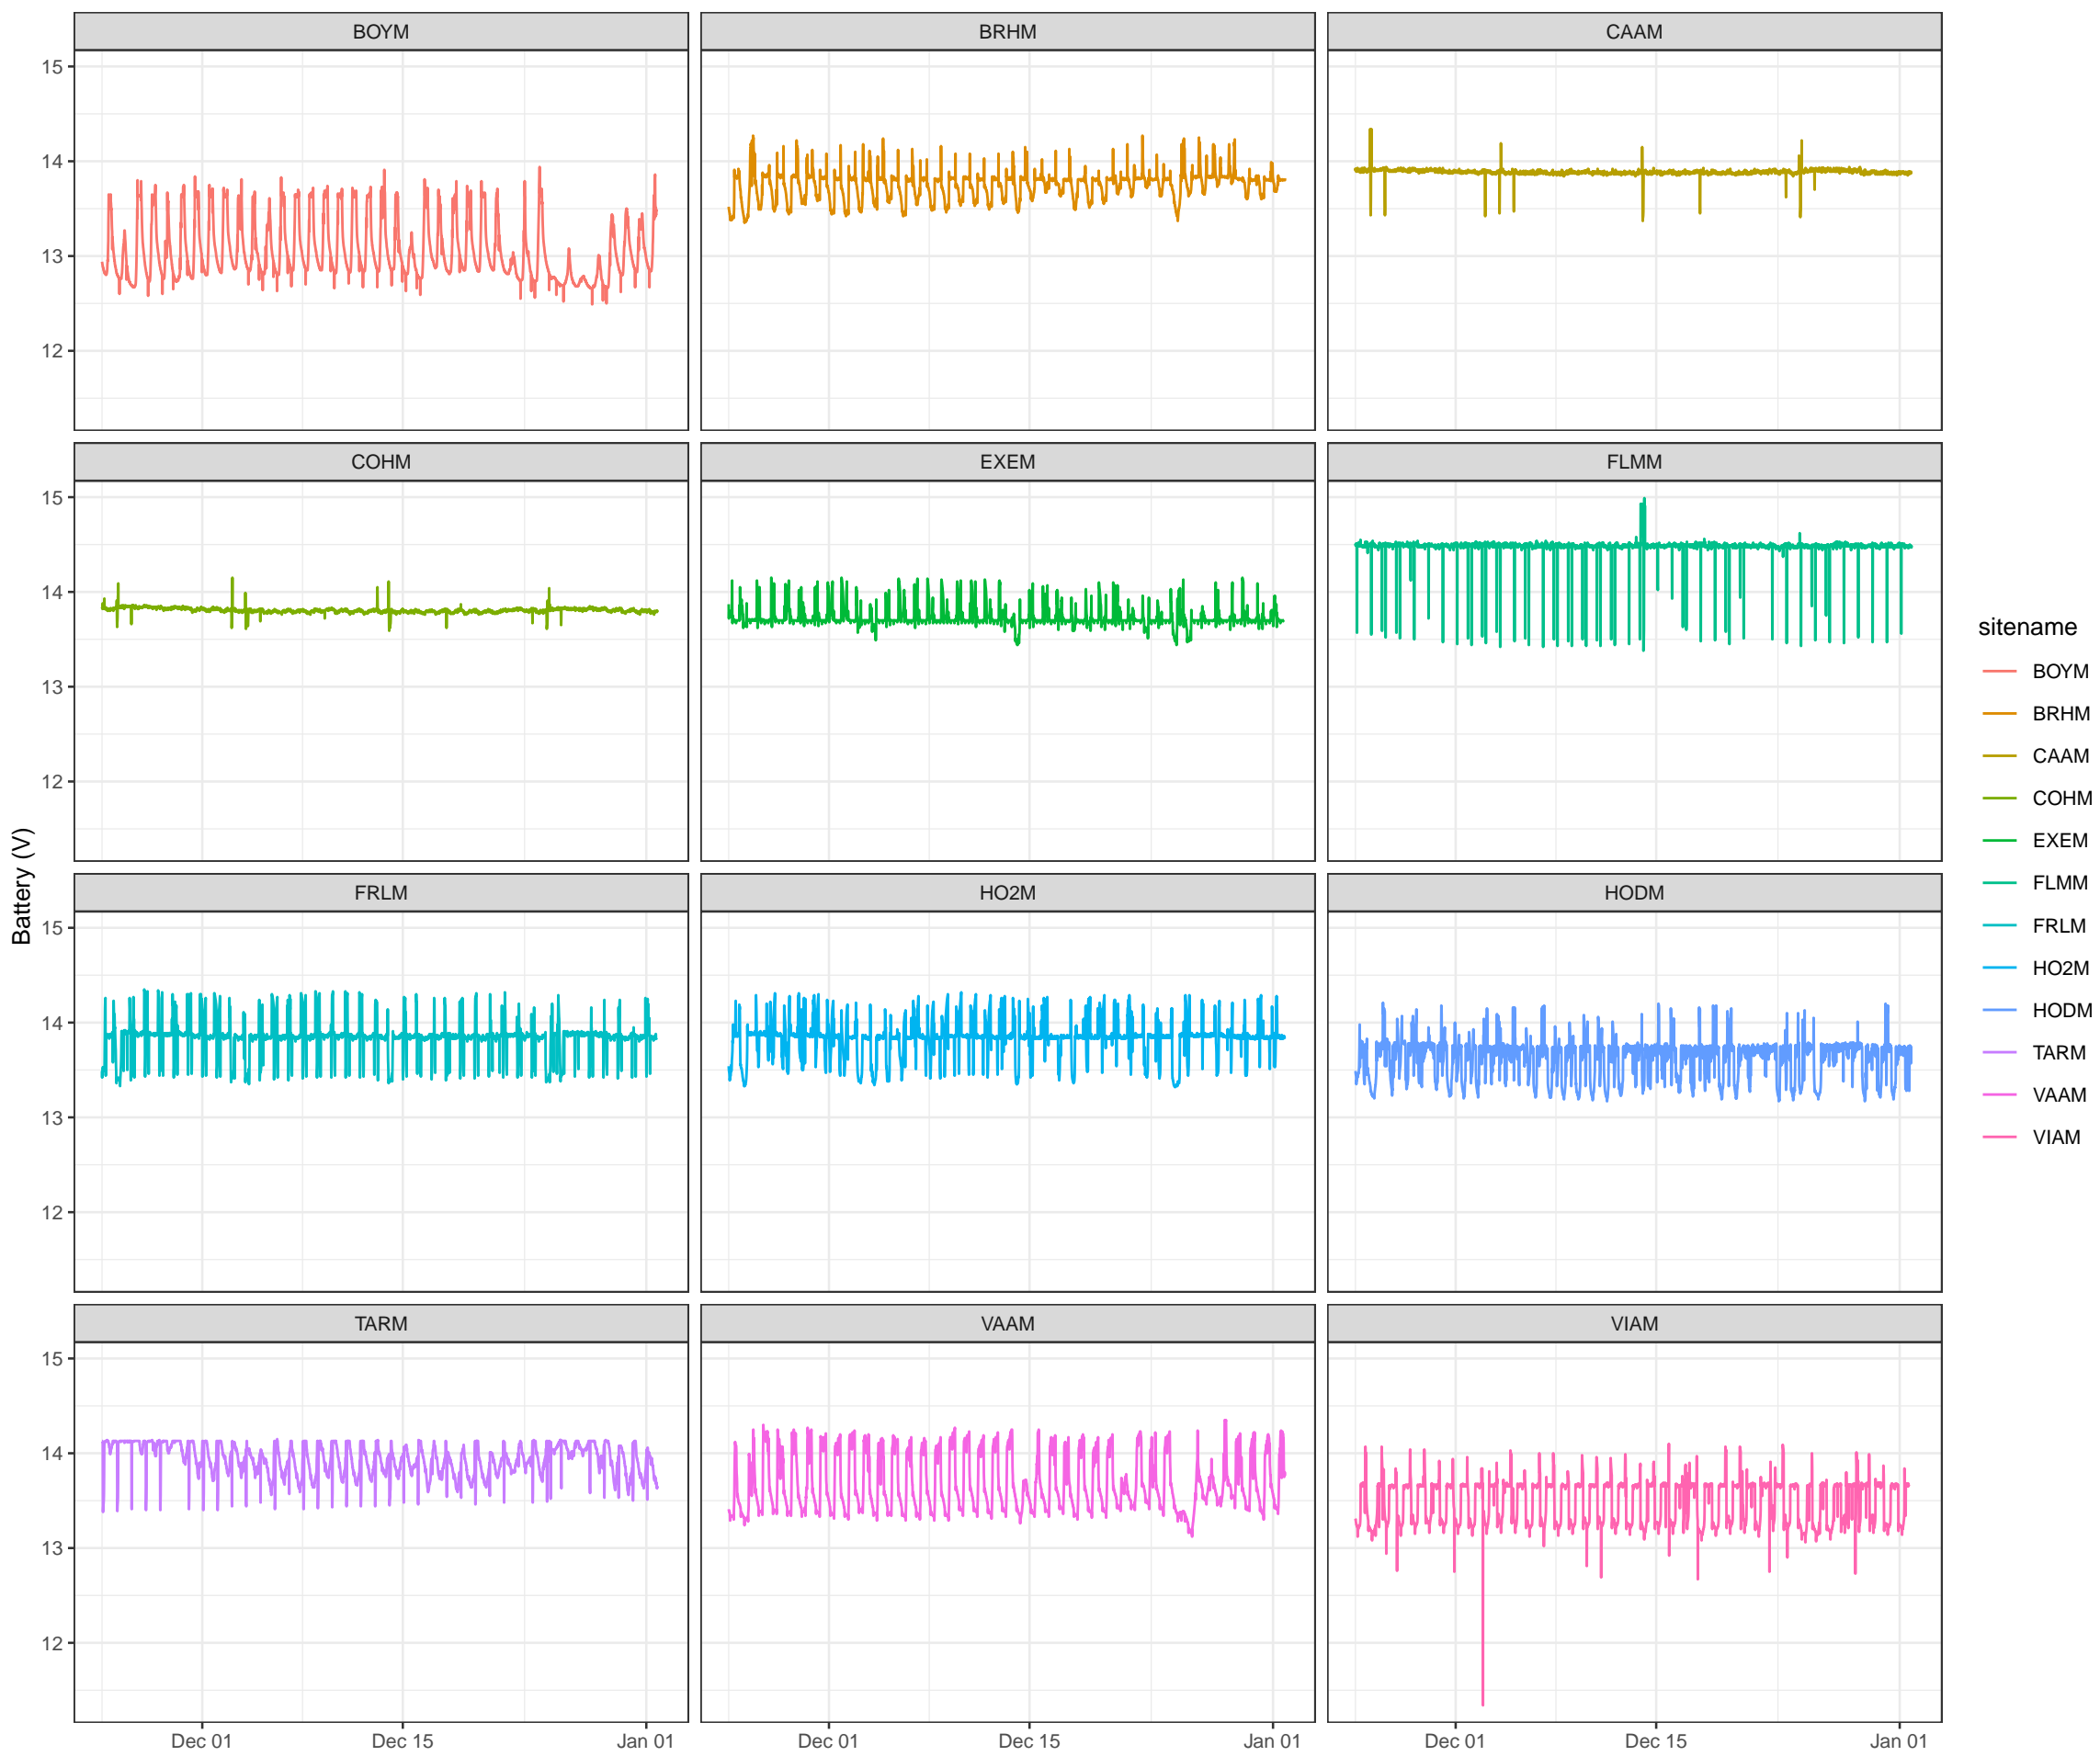 BOYM BRHM CAAM
15
14
13
12
COHM EXEM FLMM
15
14
13
12
FRLM HO2M HODM
15
14
13
12
TARM VAAM VIAM
15
14
13
12
Dec 01 Dec 15 Jan 01 Dec 01 Dec 15 Jan 01 Dec 01 Dec 15 Jan 01
Battery (V)
sitename
BOYM
BRHM
CAAM
COHM
EXEM
FLMM
FRLM
HO2M
HODM
TARM
VAAM
VIAM